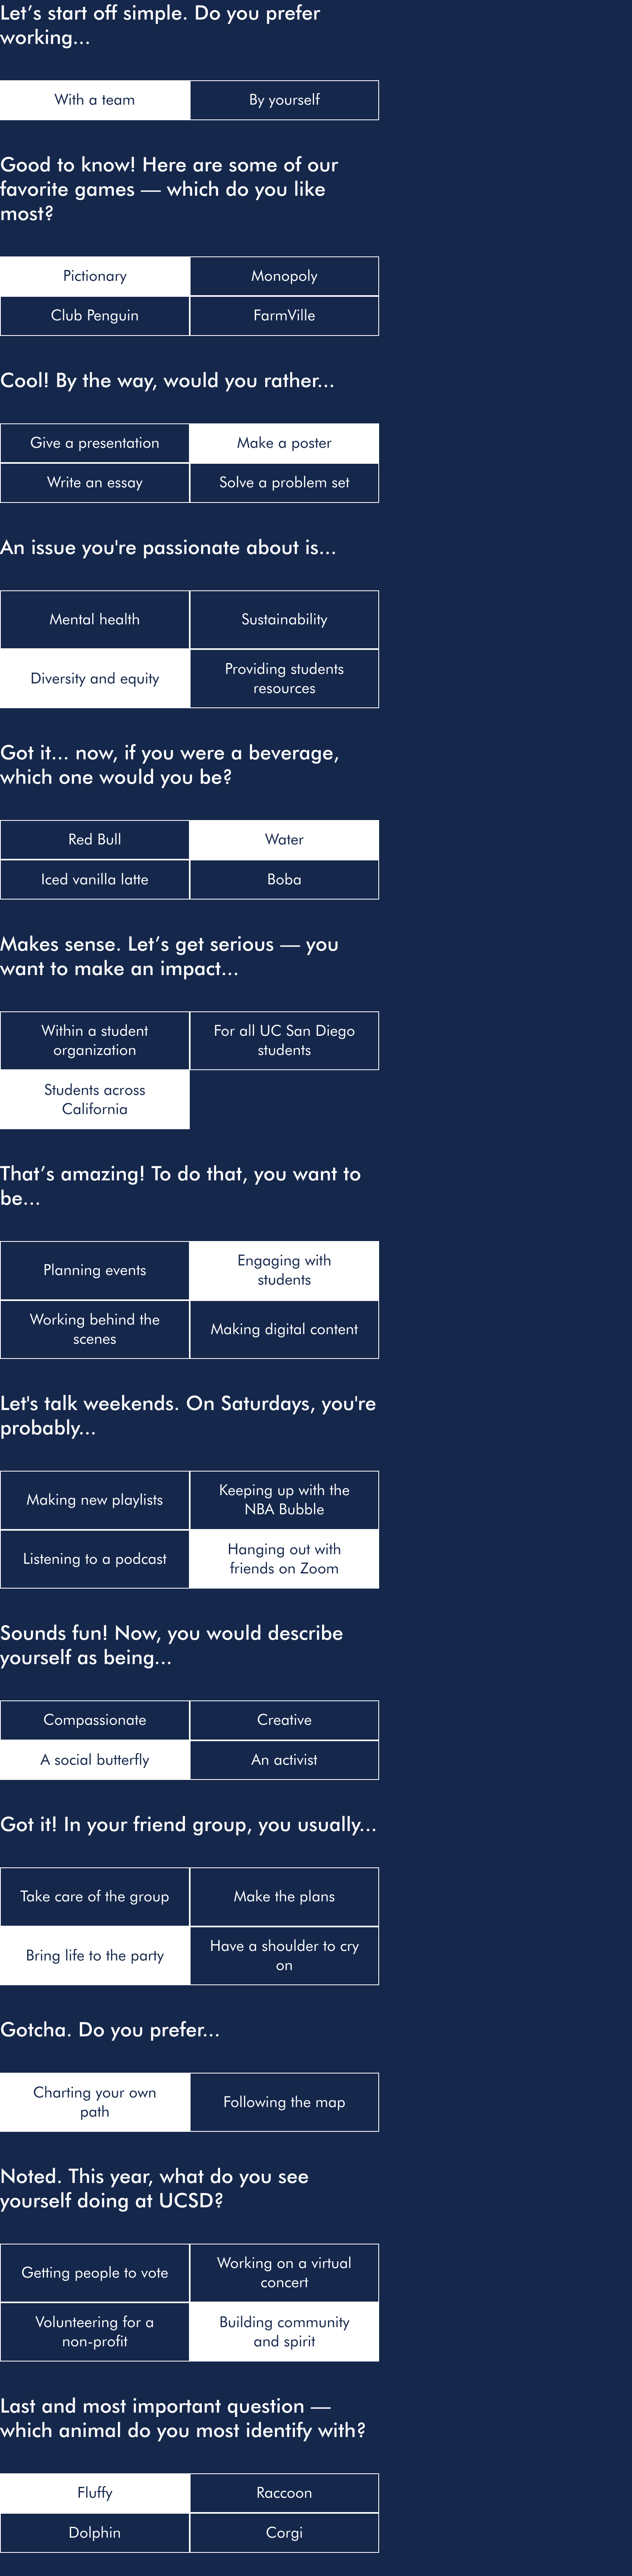 Let’s start off simple. Do you prefer
working...
With a team
By yourself
Good to know! Here are some of our
favorite games — which do you like
most?
Pictionary
Monopoly
Club Penguin
FarmVille
Cool! By the way, would you rather...
Give a presentation
Make a poster
Write an essay
Solve a problem set
An issue you're passionate about is...
Mental health
Sustainability
Diversity and equity
Providing students
resources
Got it... now, if you were a beverage,
which one would you be?
Red Bull
Water
Iced vanilla latte
Boba
Makes sense. Let’s get serious — you
want to make an impact...
Within a student
organization
For all UC San Diego
students
Students across
California
That’s amazing! To do that, you want to
be...
Planning events
Engaging with
students
Working behind the
scenes
Making digital content
Let's talk weekends. On Saturdays, you're
probably...
Making new playlists
Keeping up with the
NBA Bubble
Listening to a podcast
Hanging out with
friends on Zoom
Sounds fun! Now, you would describe
yourself as being...
Compassionate
Creative
A social butterfly
An activist
Got it! In your friend group, you usually...
Take care of the group
Make the plans
Bring life to the party
Have a shoulder to cry
on
Gotcha. Do you prefer...
Charting your own
path
Following the map
Noted. This year, what do you see
yourself doing at UCSD?
Getting people to vote
Working on a virtual
concert
Volunteering for a
non-profit
Building community
and spirit
Last and most important question —
which animal do you most identify with?
Fluffy
Raccoon
Dolphin
Corgi